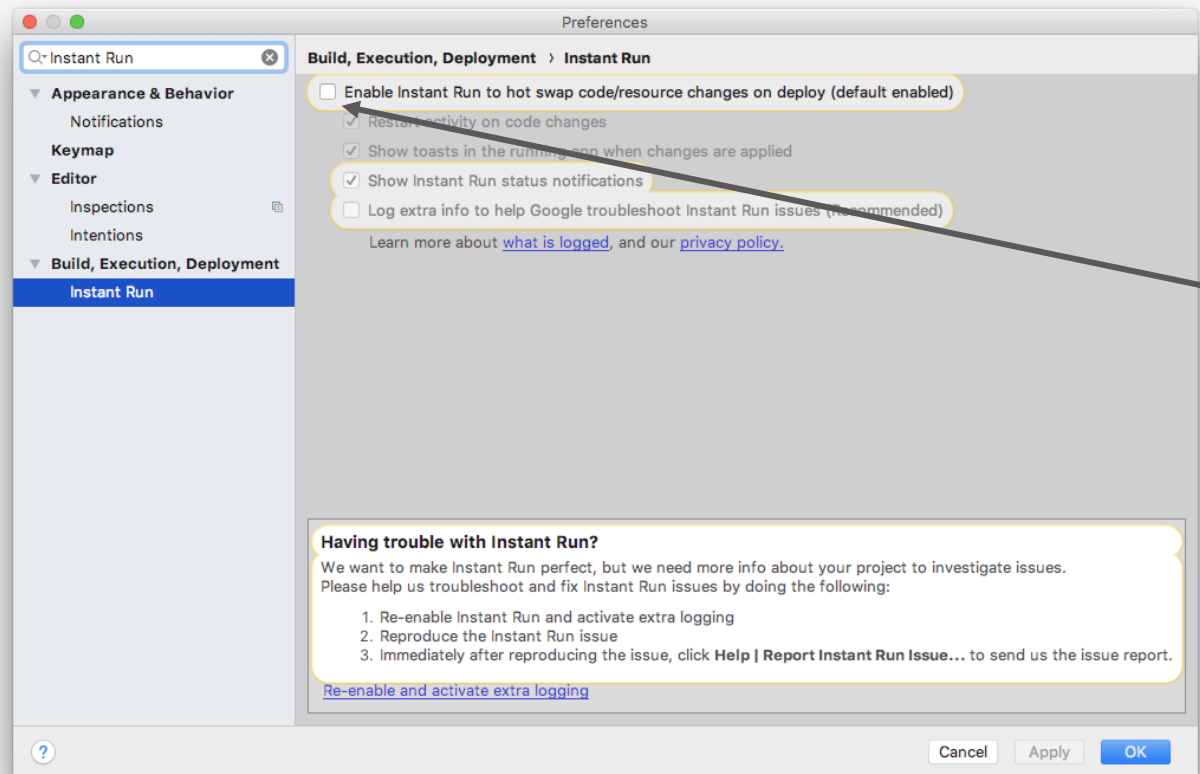 Preferences
Instant Run
Appearance & Behavior
Notifications
Keymap
Editor
Inspections
Intentions
Build, Execution, Deployment
Instant Run
Build, Execution, Deployment › Instant Run
Enable Instant Run to hot swap code/resource changes on deploy (default enabled)
Restart activity on code changes
Show toasts in the running app when changes are applied
Show Instant Run status notifications
Log extra info to help Google troubleshoot Instant Run issues (Recommended)
Learn more about what is logged, and our privacy policy.
Having trouble with Instant Run?
We want to make Instant Run perfect, but we need more info about your project to investigate issues.
Please help us troubleshoot and fix Instant Run issues by doing the following:
1. Re-enable Instant Run and activate extra logging
2. Reproduce the Instant Run issue
3. Immediately after reproducing the issue, click Help | Report Instant Run Issue... to send us the issue report.
Re-enable and activate extra logging
?
Cancel
Apply
OK